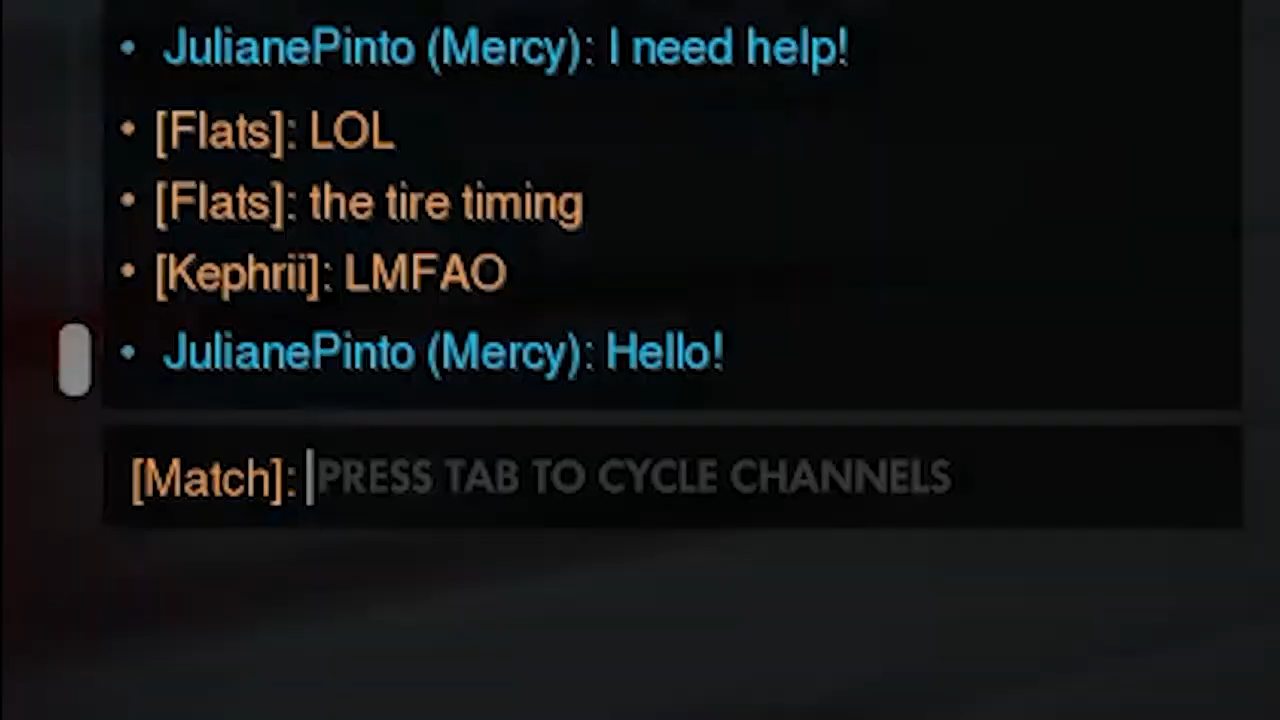 • JulianePinto (Mercy): I need help!
• [Flats]: LOL
• [Flats]: the tire timing
• [Kephrii]: LMFAO
• JulianePinto (Mercy): Hello!
[Match]: PRESS TAB TO CYCLE CHANNELS